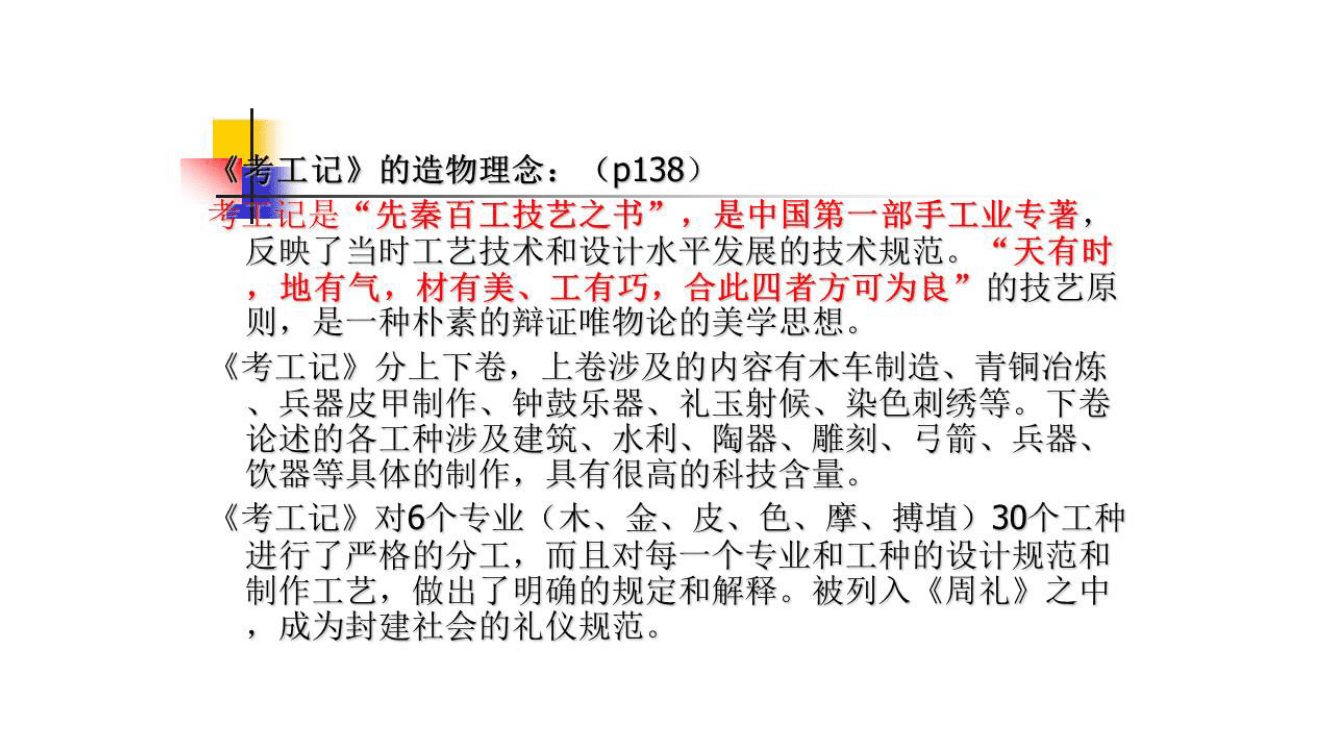 《考工记》的造物理念：（p138）
考工记是“先秦百工技艺之书”，是中国第一部手工业专著，
反映了当时工艺技术和设计水平发展的技术规范。“天有时
，地有气，材有美、工有巧，合此四者方可为良”的技艺原
则，是一种朴素的辩证唯物论的美学思想。
《考工记》分上下卷，上卷涉及的内容有木车制造、青铜冶炼
、兵器皮甲制作、钟鼓乐器、礼玉射候、染色刺绣等。下卷
论述的各工种涉及建筑、水利、陶器、雕刻、弓箭、兵器、
饮器等具体的制作，具有很高的科技含量。
《考工记》对6个专业（木、金、皮、色、摩、搏埴）30个工种
进行了严格的分工，而且对每一个专业和工种的设计规范和
制作工艺，做出了明确的规定和解释。被列入《周礼》之中
，成为封建社会的礼仪规范。